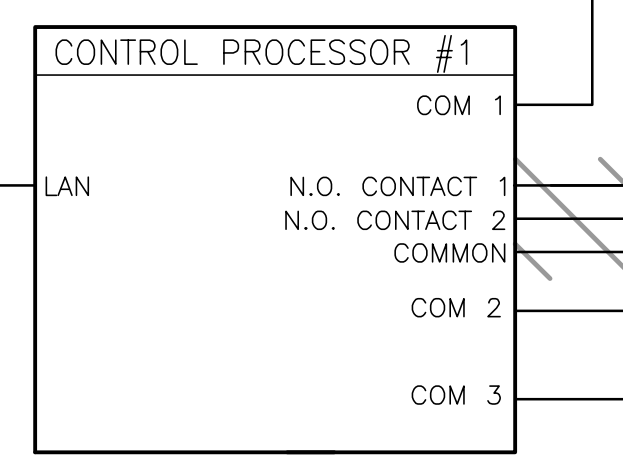 CONTROL PROCESSOR #1
COM 1
LAN
N.O. CONTACT 1
N.O. CONTACT 2
COMMON
COM 2
COM 3